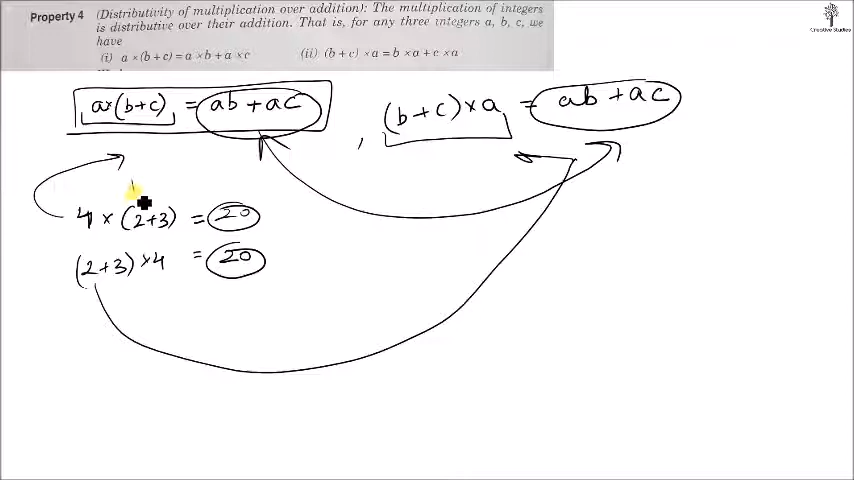 Property 4 (Distributivity of multiplication over addition): The multiplication of integers
is distributive over their addition. That is, for any three integers a, b, c, we
have
(i) a × (b + c) = a × b + a × c (ii) (b + c) × a = b × a + c × a
Creative Studies
a×(b+c) = ab + ac , (b+c)×a = ab + ac
4 × (2+3) = 20
(2+3) ×4 = 20